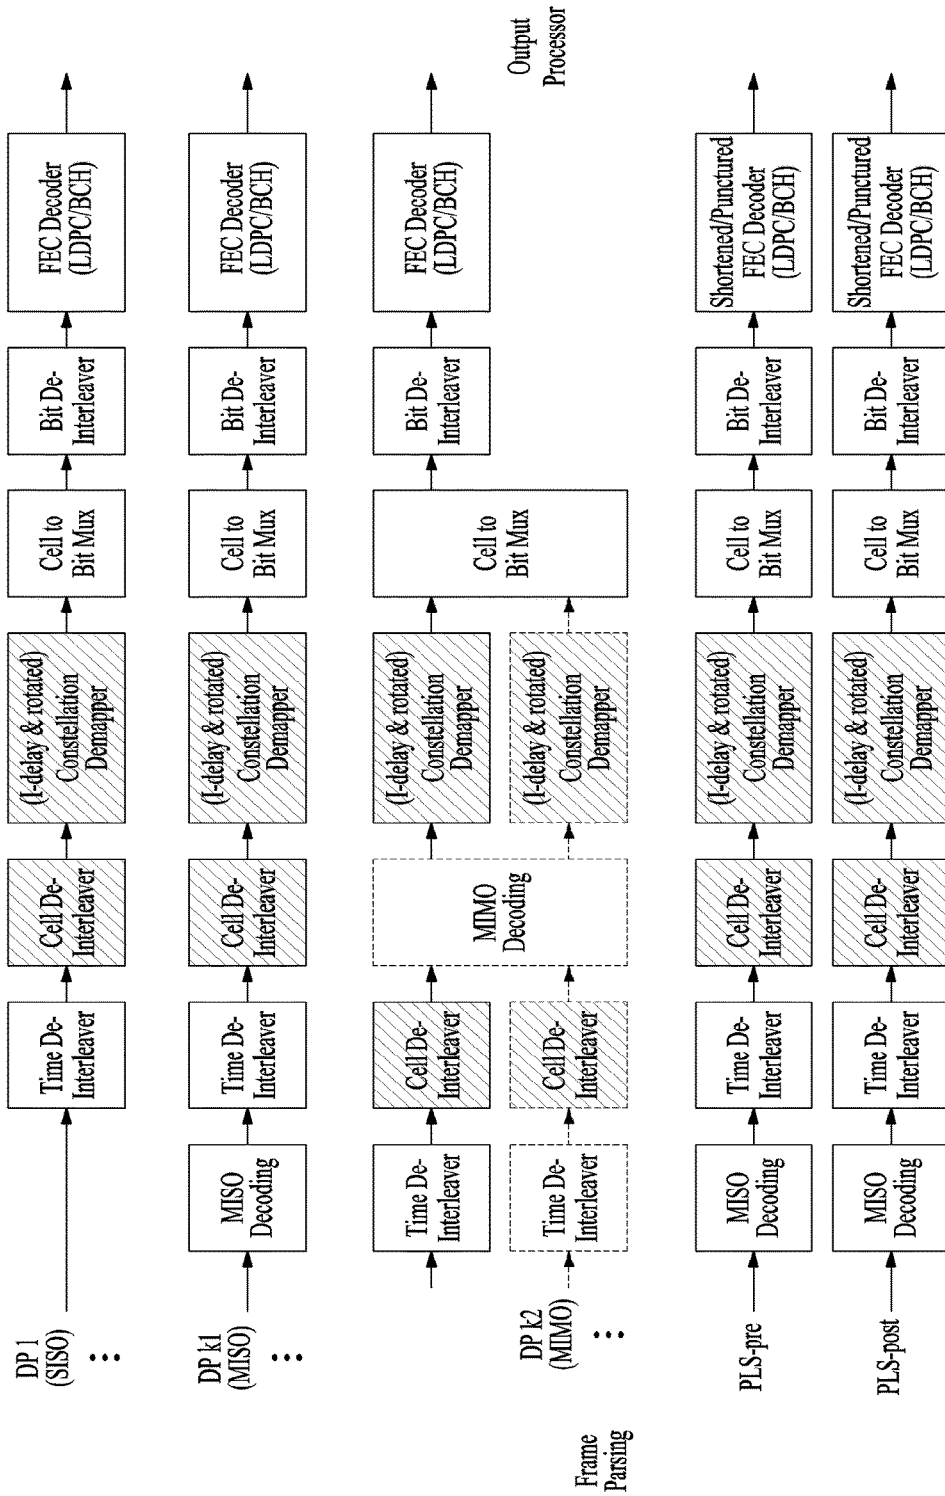 Frame
Parsing
DP 1
(SISO)
Time De-
Interleaver
Cell De-
Interleaver
(I-delay & rotated)
Constellation
Demapper
Cell to
Bit Mux
Bit De-
Interleaver
FEC Decoder
(LDPC/BCH)
DP k1
(MISO)
MISO
Decoding
Time De-
Interleaver
Cell De-
Interleaver
(I-delay & rotated)
Constellation
Demapper
Cell to
Bit Mux
Bit De-
Interleaver
FEC Decoder
(LDPC/BCH)
DP k2
(MIMO)
Time De-
Interleaver
Cell De-
Interleaver
Time De-
Interleaver
Cell De-
Interleaver
MIMO
Decoding
(I-delay & rotated)
Constellation
Demapper
(I-delay & rotated)
Constellation
Demapper
Cell to
Bit Mux
Bit De-
Interleaver
FEC Decoder
(LDPC/BCH)
Output
Processor
PLS-pre
MISO
Decoding
Time De-
Interleaver
Cell De-
Interleaver
(I-delay & rotated)
Constellation
Demapper
Cell to
Bit Mux
Bit De-
Interleaver
Shortened/Punctured
FEC Decoder
(LDPC/BCH)
PLS-post
MISO
Decoding
Time De-
Interleaver
Cell De-
Interleaver
(I-delay & rotated)
Constellation
Demapper
Cell to
Bit Mux
Bit De-
Interleaver
Shortened/Punctured
FEC Decoder
(LDPC/BCH)